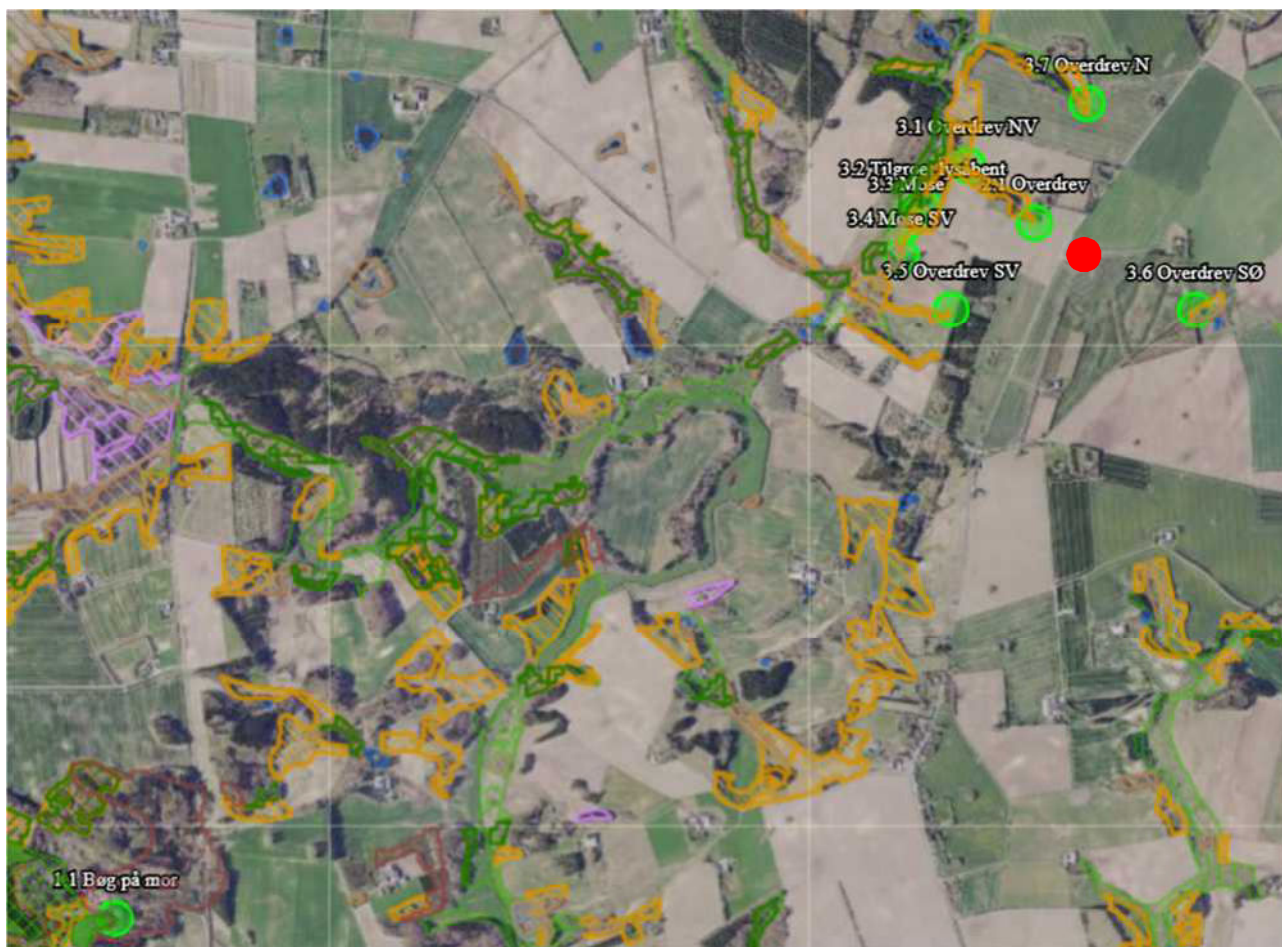 3.7 Overdrev N
3.1 Overdrev NV
3.2 Tilgroet lysåbent
3.3 Mose
2.1 Overdrev
3.4 Mose SV
3.5 Overdrev SV
3.6 Overdrev SØ
1.1 Bøg på mor